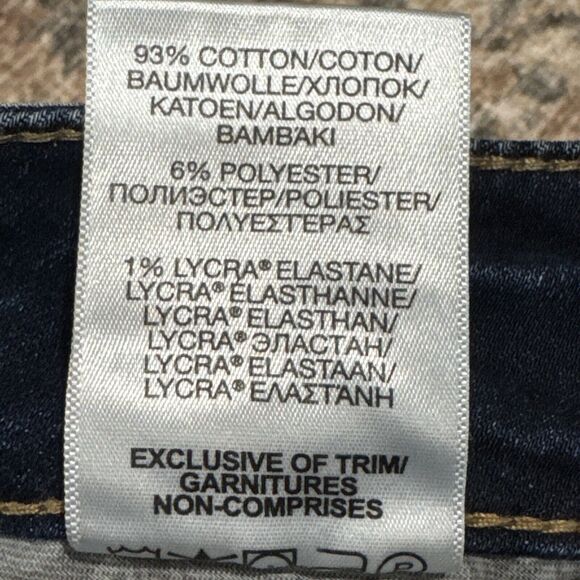 93% COTTON/COTON/
BAUMWOLLE/ХЛОПОК/
KATOEN/ALGODON/
BAMBAKI
6% POLYESTER/
ПОЛИЭСТЕР/POLIESTER/
ΠΟΛΥΕΣΤΕΡΑΣ
1% LYCRA® ELASTANE/
LYCRA® ELASTHANNE/
LYCRA® ELASTHAN/
LYCRA® ЭЛАСТАН/
LYCRA® ELASTAAN/
LYCRA® ΕΛΑΣΤΑΝΗ
EXCLUSIVE OF TRIM/
GARNITURES
NON-COMPRISES